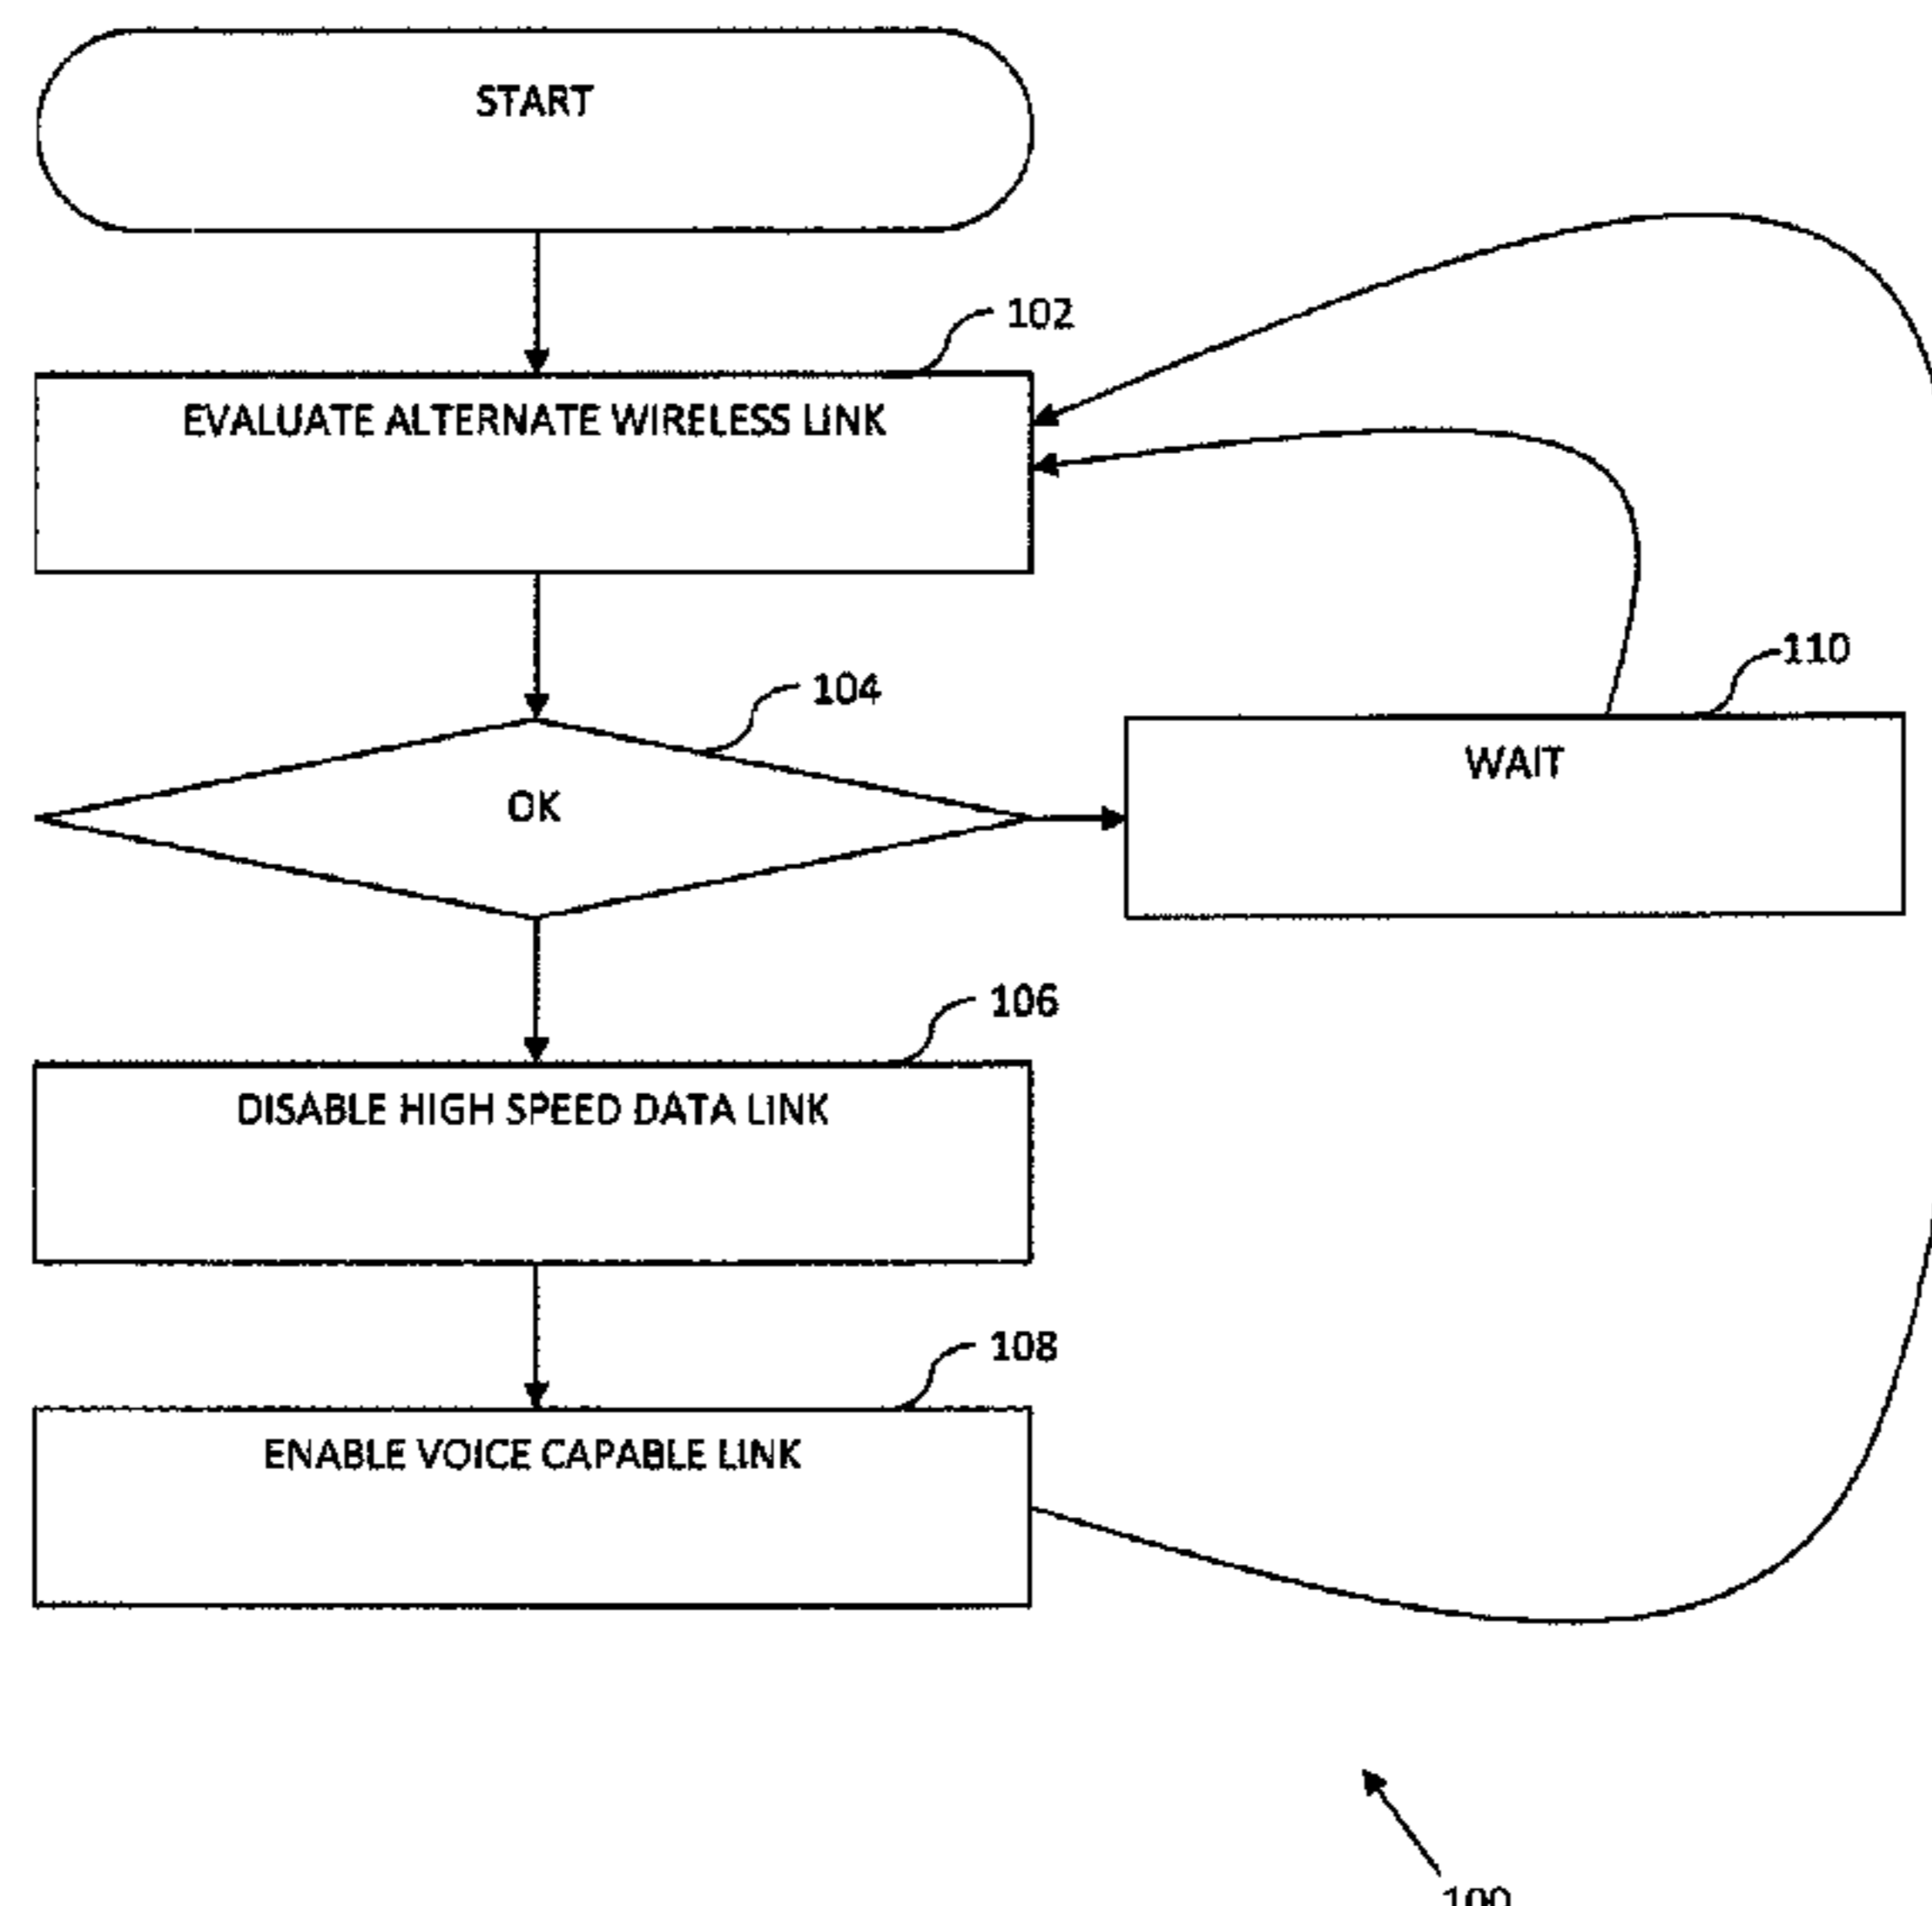 START
102
EVALUATE ALTERNATE WIRELESS LINK
104
OK
110
WAIT
106
DISABLE HIGH SPEED DATA LINK
108
ENABLE VOICE CAPABLE LINK
100